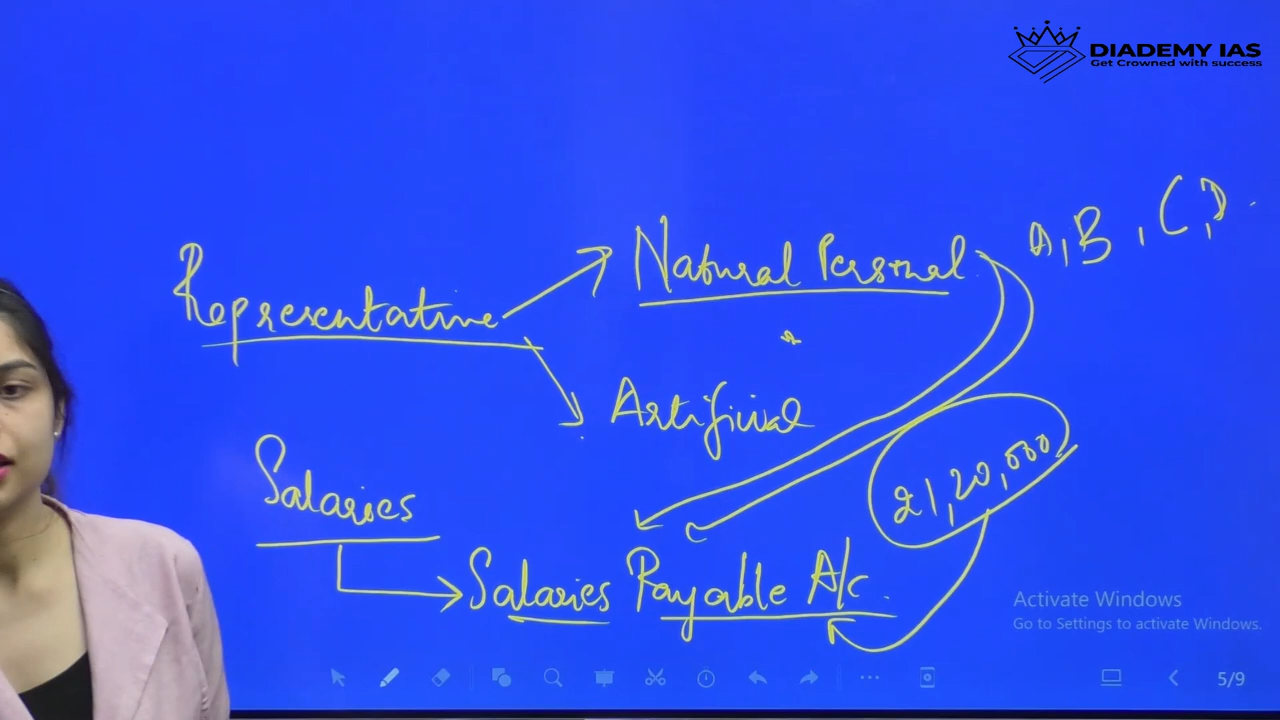 DIADEMY IAS
Get Crowned with success
A, B, C, D.
Natural Personal
Representative
Artificial
Salaries
21,20,000
Salaries Payable A/c.
Activate Windows
Go to Settings to activate Windows.
5/9